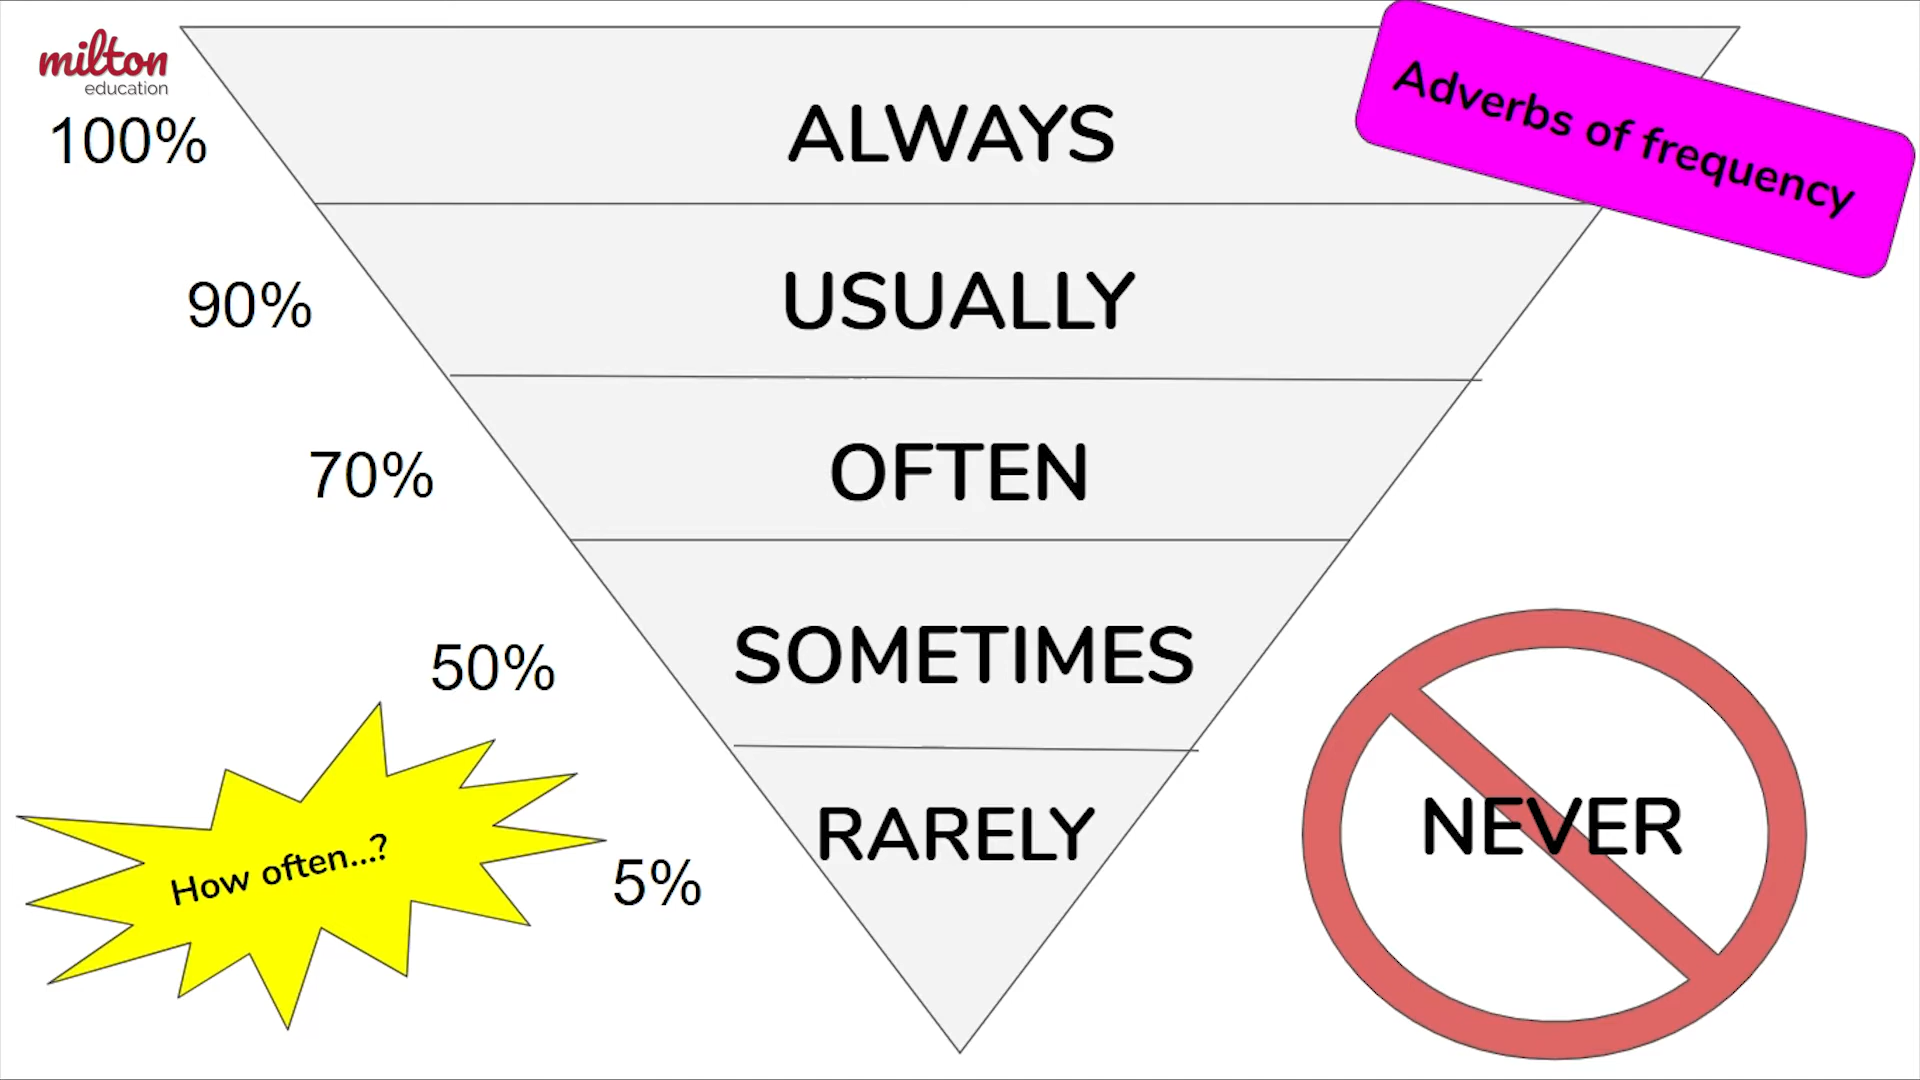 milton
education
Adverbs of frequency
100%
ALWAYS
90%
USUALLY
70%
OFTEN
50%
SOMETIMES
How often...?
5%
RARELY
NEVER